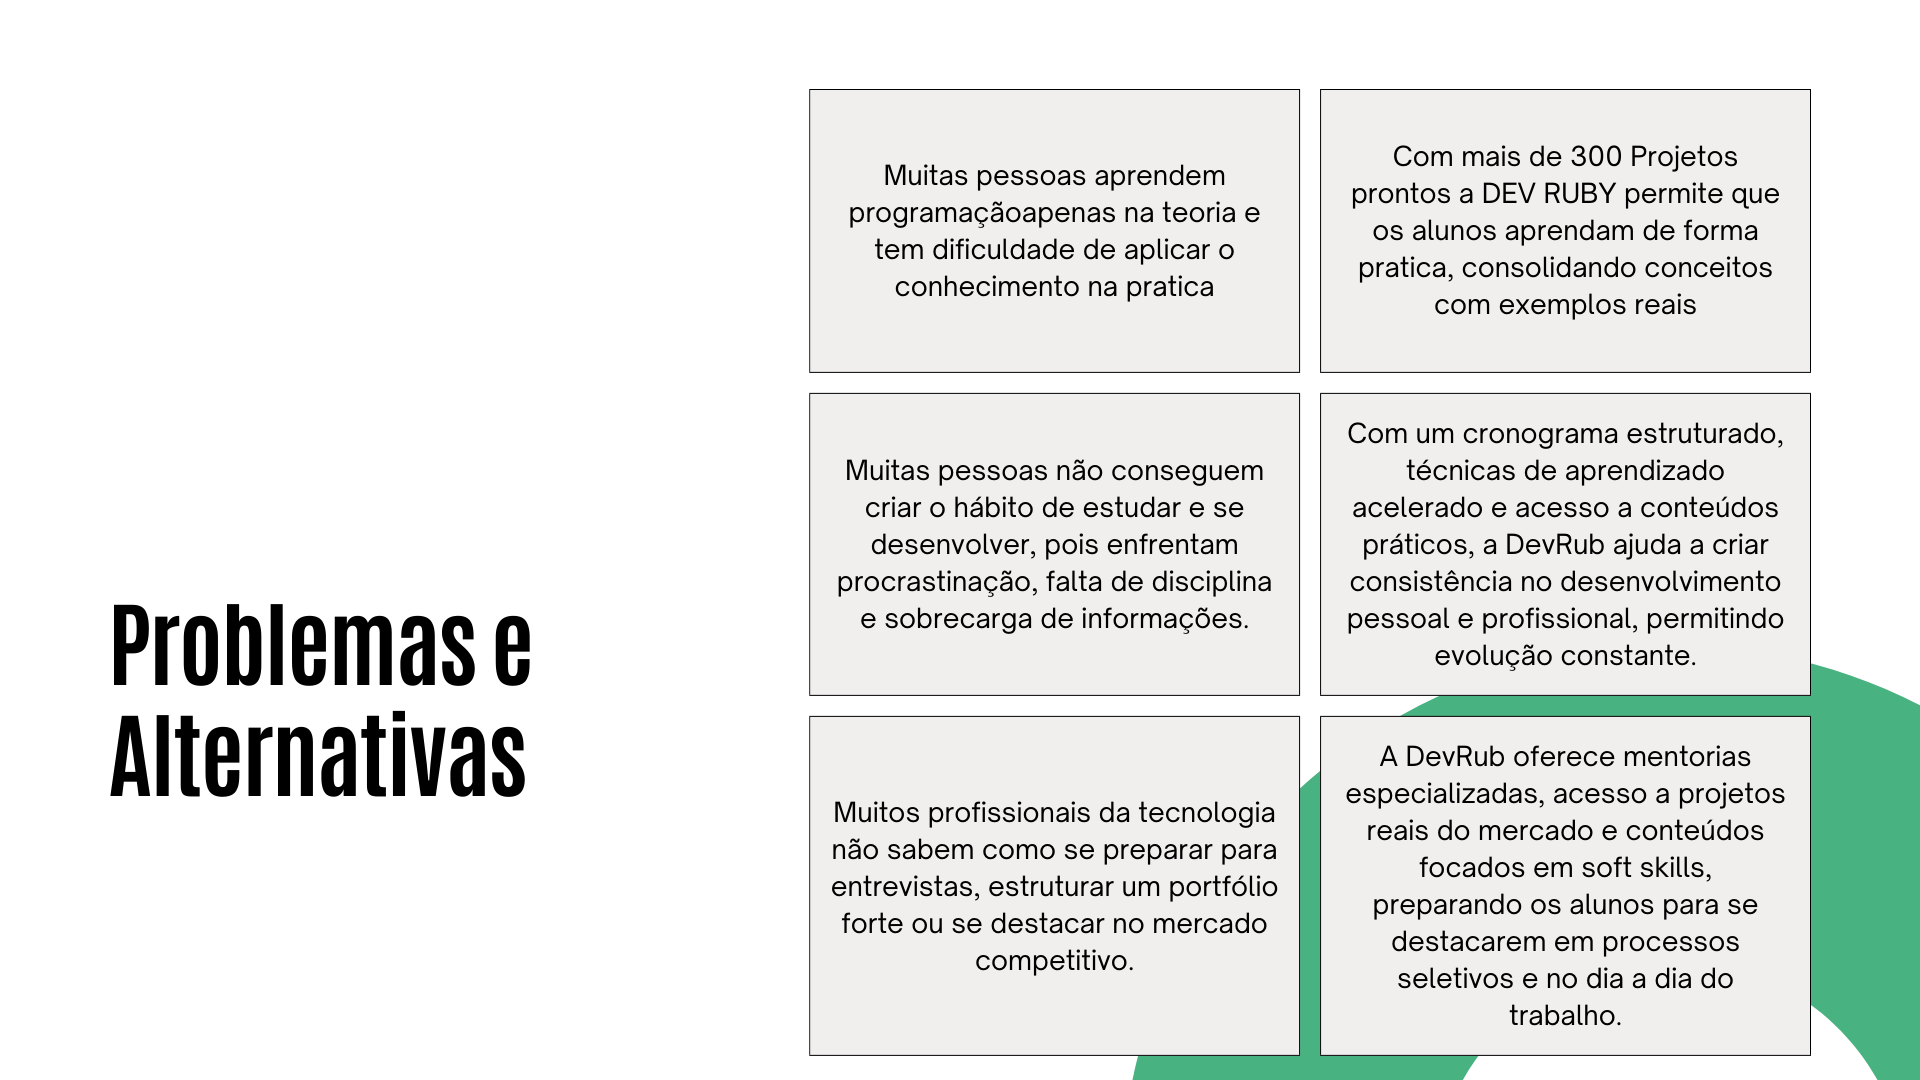 Problemas e
Alternativas
Muitas pessoas aprendem
programaçãoapenas na teoria e
tem dificuldade de aplicar o
conhecimento na pratica
Com mais de 300 Projetos
prontos a DEV RUBY permite que
os alunos aprendam de forma
pratica, consolidando conceitos
com exemplos reais
Muitas pessoas não conseguem
criar o hábito de estudar e se
desenvolver, pois enfrentam
procrastinação, falta de disciplina
e sobrecarga de informações.
Com um cronograma estruturado,
técnicas de aprendizado
acelerado e acesso a conteúdos
práticos, a DevRub ajuda a criar
consistência no desenvolvimento
pessoal e profissional, permitindo
evolução constante.
Muitos profissionais da tecnologia
não sabem como se preparar para
entrevistas, estruturar um portfólio
forte ou se destacar no mercado
competitivo.
A DevRub oferece mentorias
especializadas, acesso a projetos
reais do mercado e conteúdos
focados em soft skills,
preparando os alunos para se
destacarem em processos
seletivos e no dia a dia do
trabalho.